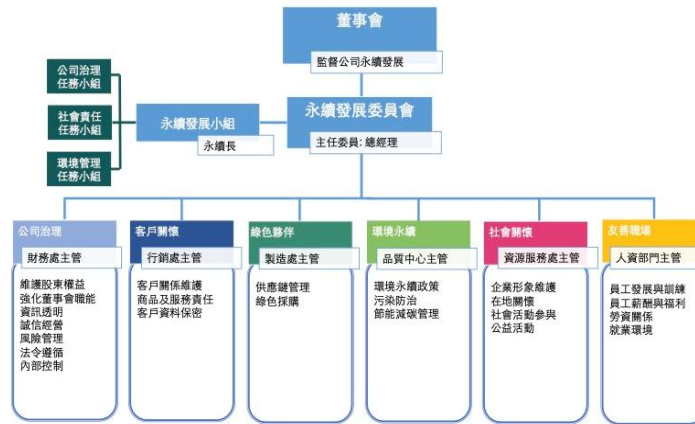 董事會
監督公司永續發展
公司治理
任務小組
社會責任
任務小組
環境管理
任務小組
永續發展小組
永續長
永續發展委員會
主任委員: 總經理
公司治理
財務處主管
維護股東權益
強化董事會職能
資訊透明
誠信經營
風險管理
法令遵循
內部控制
客戶關懷
行銷處主管
客戶關係維護
商品及服務責任
客戶資料保密
綠色夥伴
製造處主管
供應鏈管理
綠色採購
環境永續
品質中心主管
環境永續政策
污染防治
節能減碳管理
社會關懷
資源服務處主管
企業形象維護
在地關懷
社會活動參與
公益活動
友善職場
人資部門主管
員工發展與訓練
員工薪酬與福利
勞資關係
就業環境